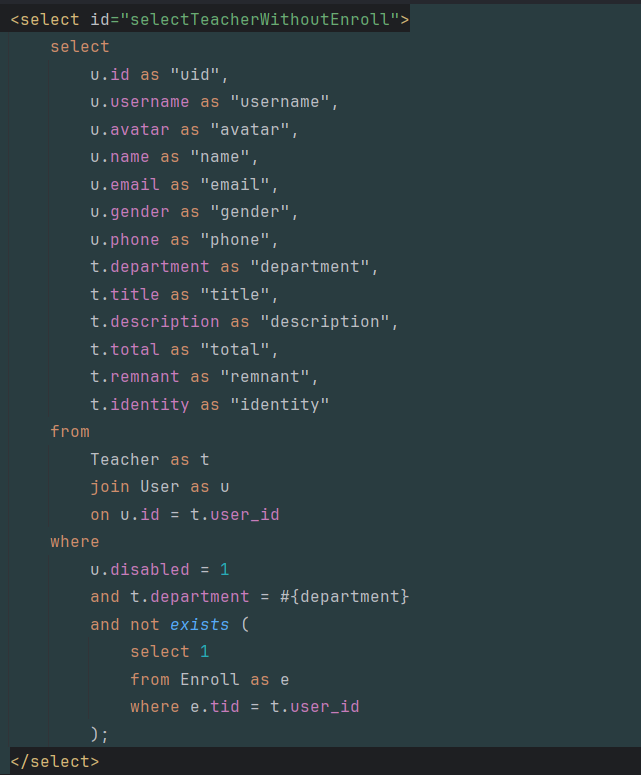 <select id="selectTeacherWithoutEnroll">
    select
        u.id as "uid",
        u.username as "username",
        u.avatar as "avatar",
        u.name as "name",
        u.email as "email",
        u.gender as "gender",
        u.phone as "phone",
        t.department as "department",
        t.title as "title",
        t.description as "description",
        t.total as "total",
        t.remnant as "remnant",
        t.identity as "identity"
    from
        Teacher as t
        join User as u
        on u.id = t.user_id
    where
        u.disabled = 1
        and t.department = #{department}
        and not exists (
            select 1
            from Enroll as e
            where e.tid = t.user_id
        );
</select>